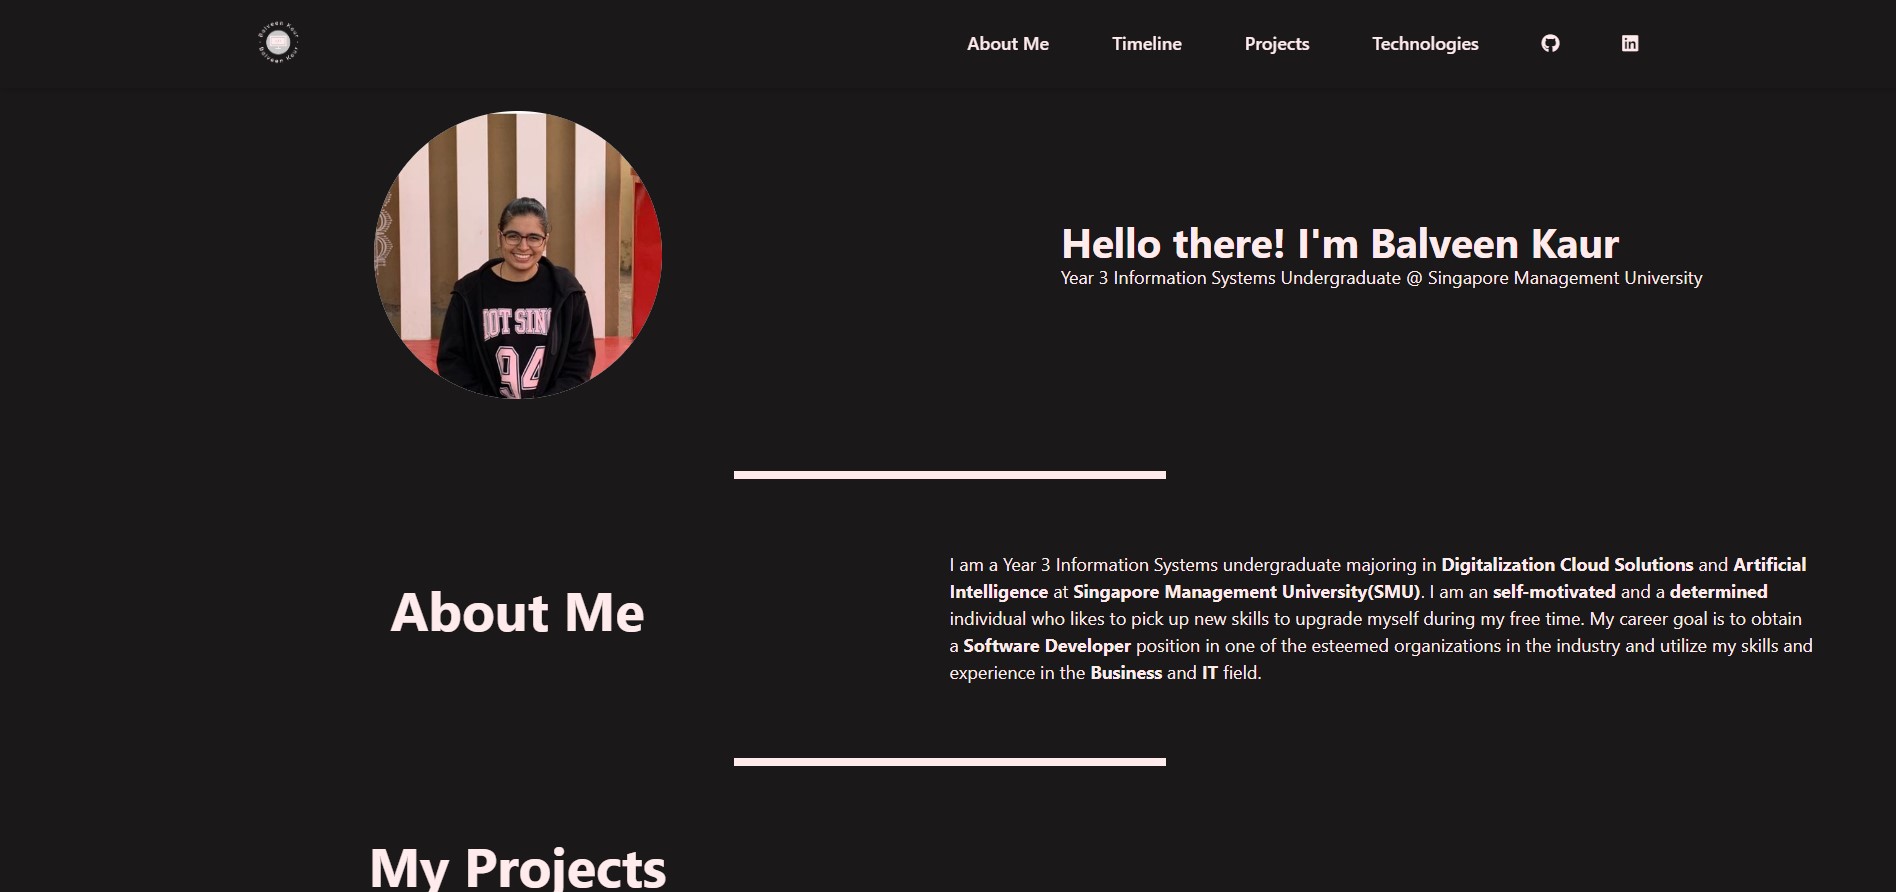 Balveen Kaur
Balveen Kaur
About Me Timeline Projects Technologies
in
Hello there! I'm Balveen Kaur
Year 3 Information Systems Undergraduate @ Singapore Management University
94
About Me
I am a Year 3 Information Systems undergraduate majoring in Digitalization Cloud Solutions and Artificial
Intelligence at Singapore Management University(SMU). I am an self-motivated and a determined
individual who likes to pick up new skills to upgrade myself during my free time. My career goal is to obtain
a Software Developer position in one of the esteemed organizations in the industry and utilize my skills and
experience in the Business and IT field.
My Projects